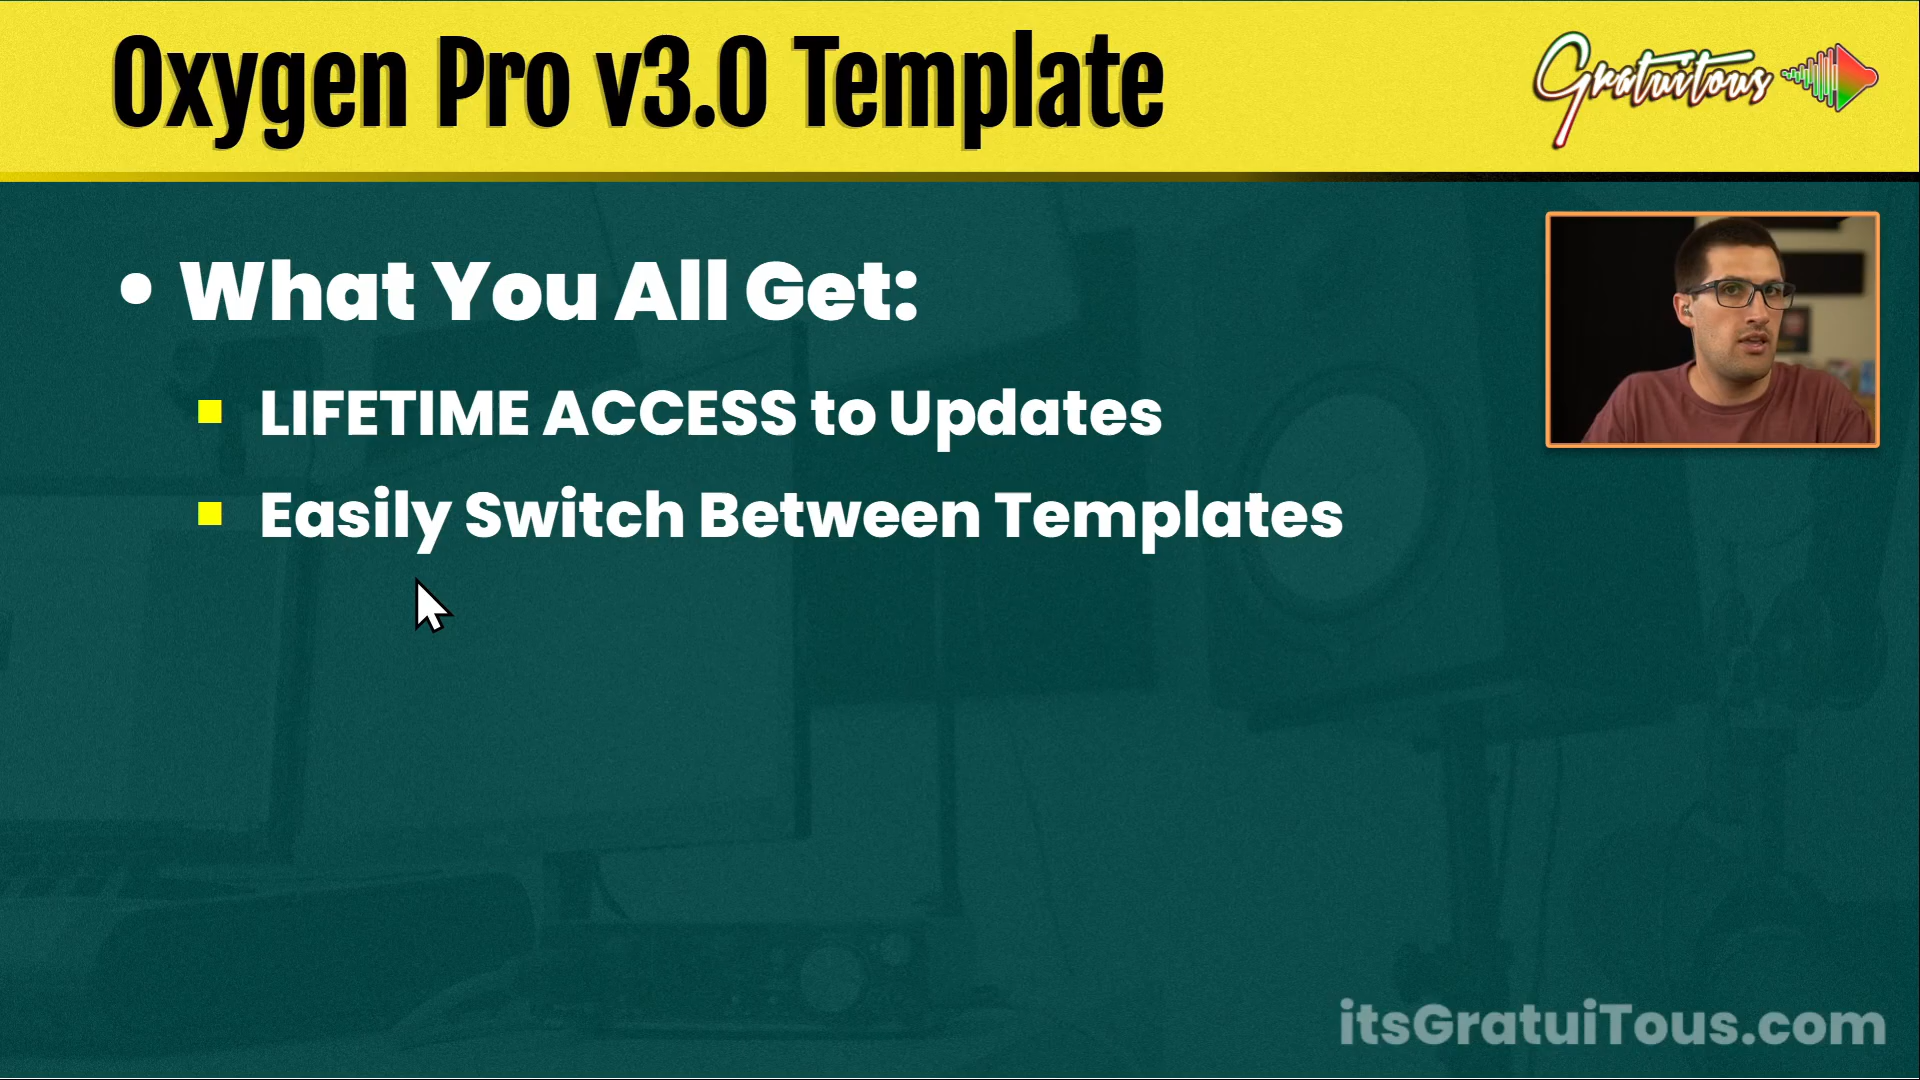 Oxygen Pro v3.0 Template
Gratuitous
• What You All Get:
LIFETIME ACCESS to Updates
Easily Switch Between Templates
itsGratuiTous.com